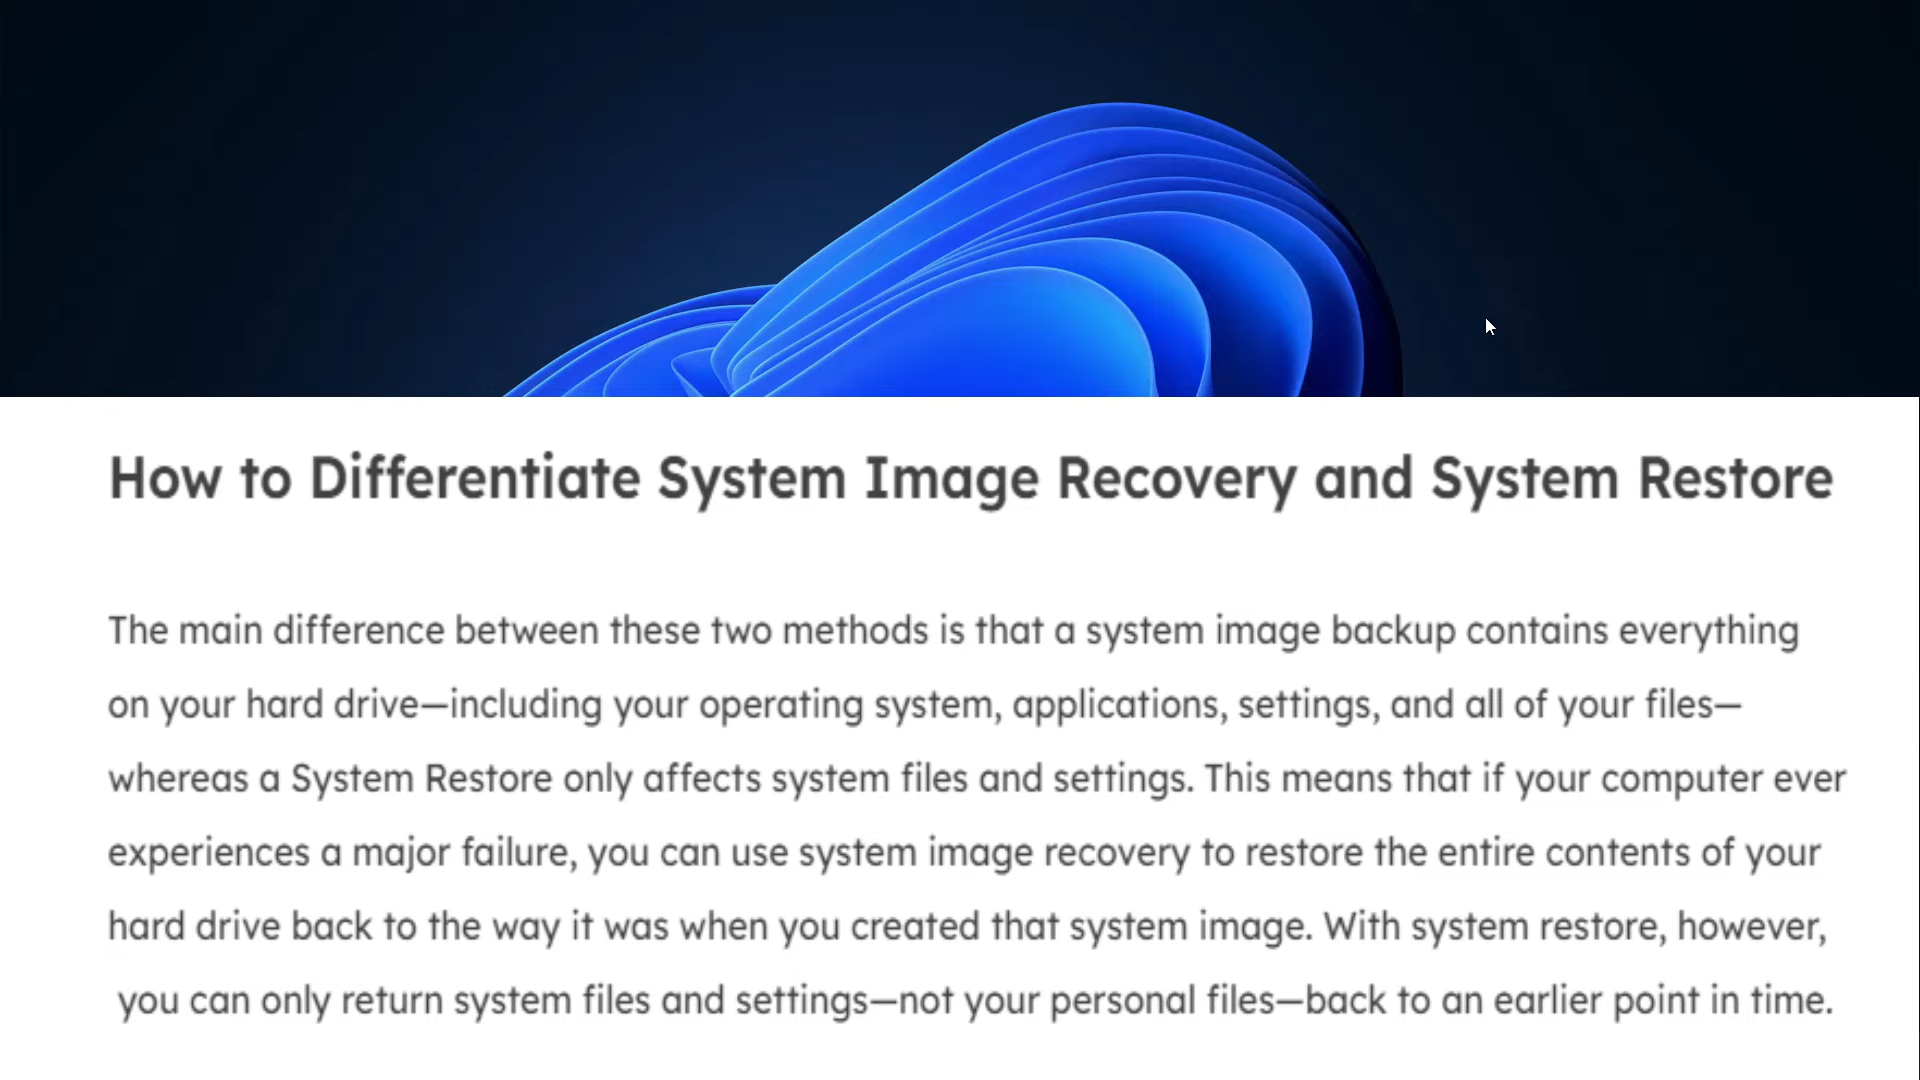 How to Differentiate System Image Recovery and System Restore
The main difference between these two methods is that a system image backup contains everything
on your hard drive—including your operating system, applications, settings, and all of your files—
whereas a System Restore only affects system files and settings. This means that if your computer ever
experiences a major failure, you can use system image recovery to restore the entire contents of your
hard drive back to the way it was when you created that system image. With system restore, however,
you can only return system files and settings—not your personal files—back to an earlier point in time.